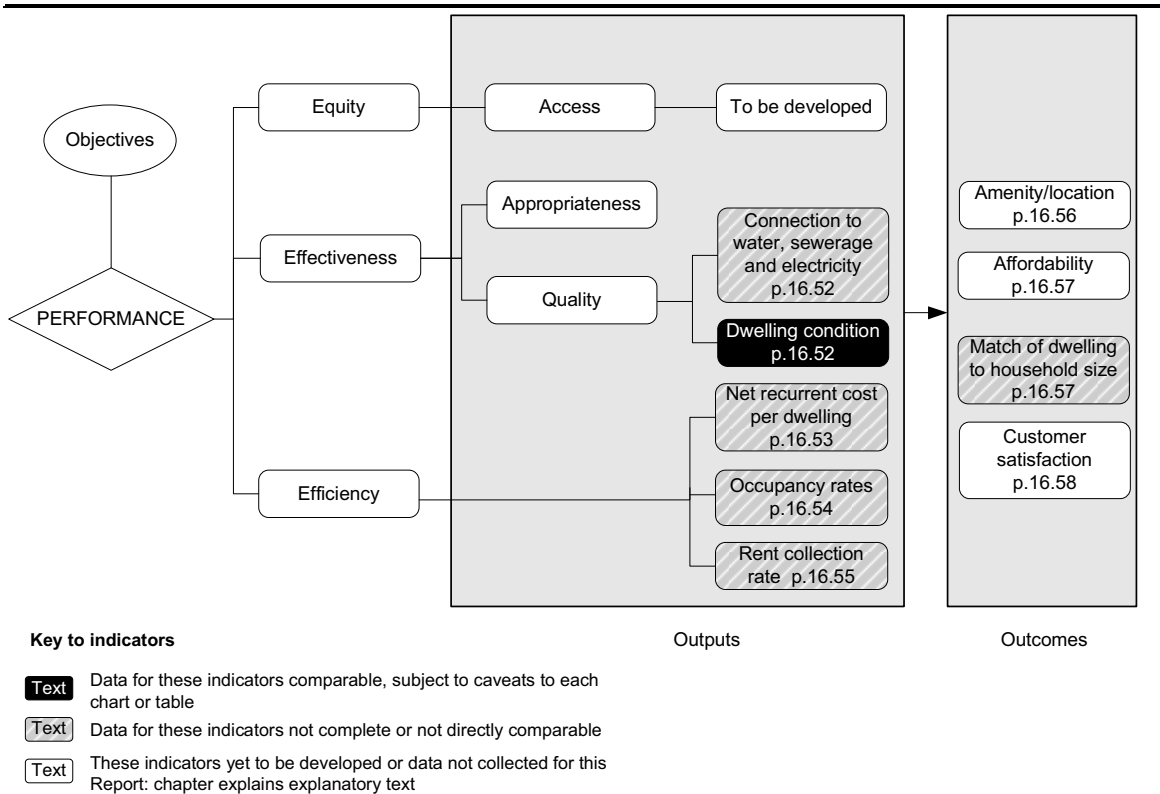 Objectives
PERFORMANCE
Equity
Effectiveness
Efficiency
Access
Appropriateness
Quality
To be developed
Connection to
water, sewerage
and electricity
p.16.52
Dwelling condition
p.16.52
Net recurrent cost
per dwelling
p.16.53
Occupancy rates
p.16.54
Rent collection
rate p.16.55
Amenity/location
p.16.56
Affordability
p.16.57
Match of dwelling
to household size
p.16.57
Customer
satisfaction
p.16.58
Outputs
Outcomes
Key to indicators
Text
Data for these indicators comparable, subject to caveats to each
chart or table
Text
Data for these indicators not complete or not directly comparable
Text
These indicators yet to be developed or data not collected for this
Report: chapter explains explanatory text